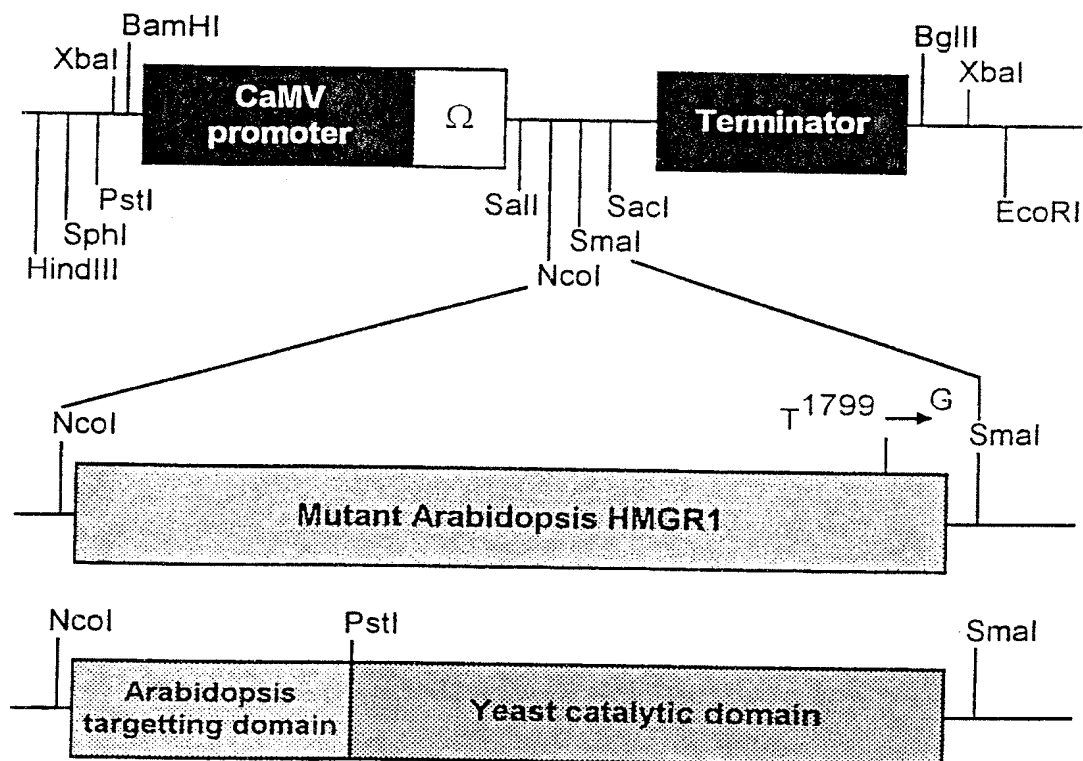 BamHI
XbaI
BglII
XbaI
CaMV
promoter
Ω
Terminator
PstI
SphI
HindIII
SalI
SacI
SmaI
NcoI
EcoRI
NcoI
T1799 → G
SmaI
Mutant Arabidopsis HMGR1
NcoI
PstI
SmaI
Arabidopsis
targetting domain
Yeast catalytic domain